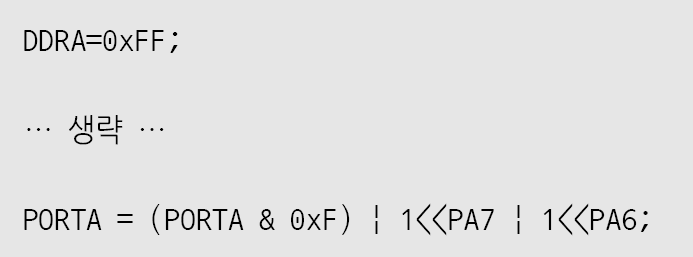 DDRA=0xFF;
… 생략 …
PORTA = (PORTA & 0xF) | 1<<PA7 | 1<<PA6;